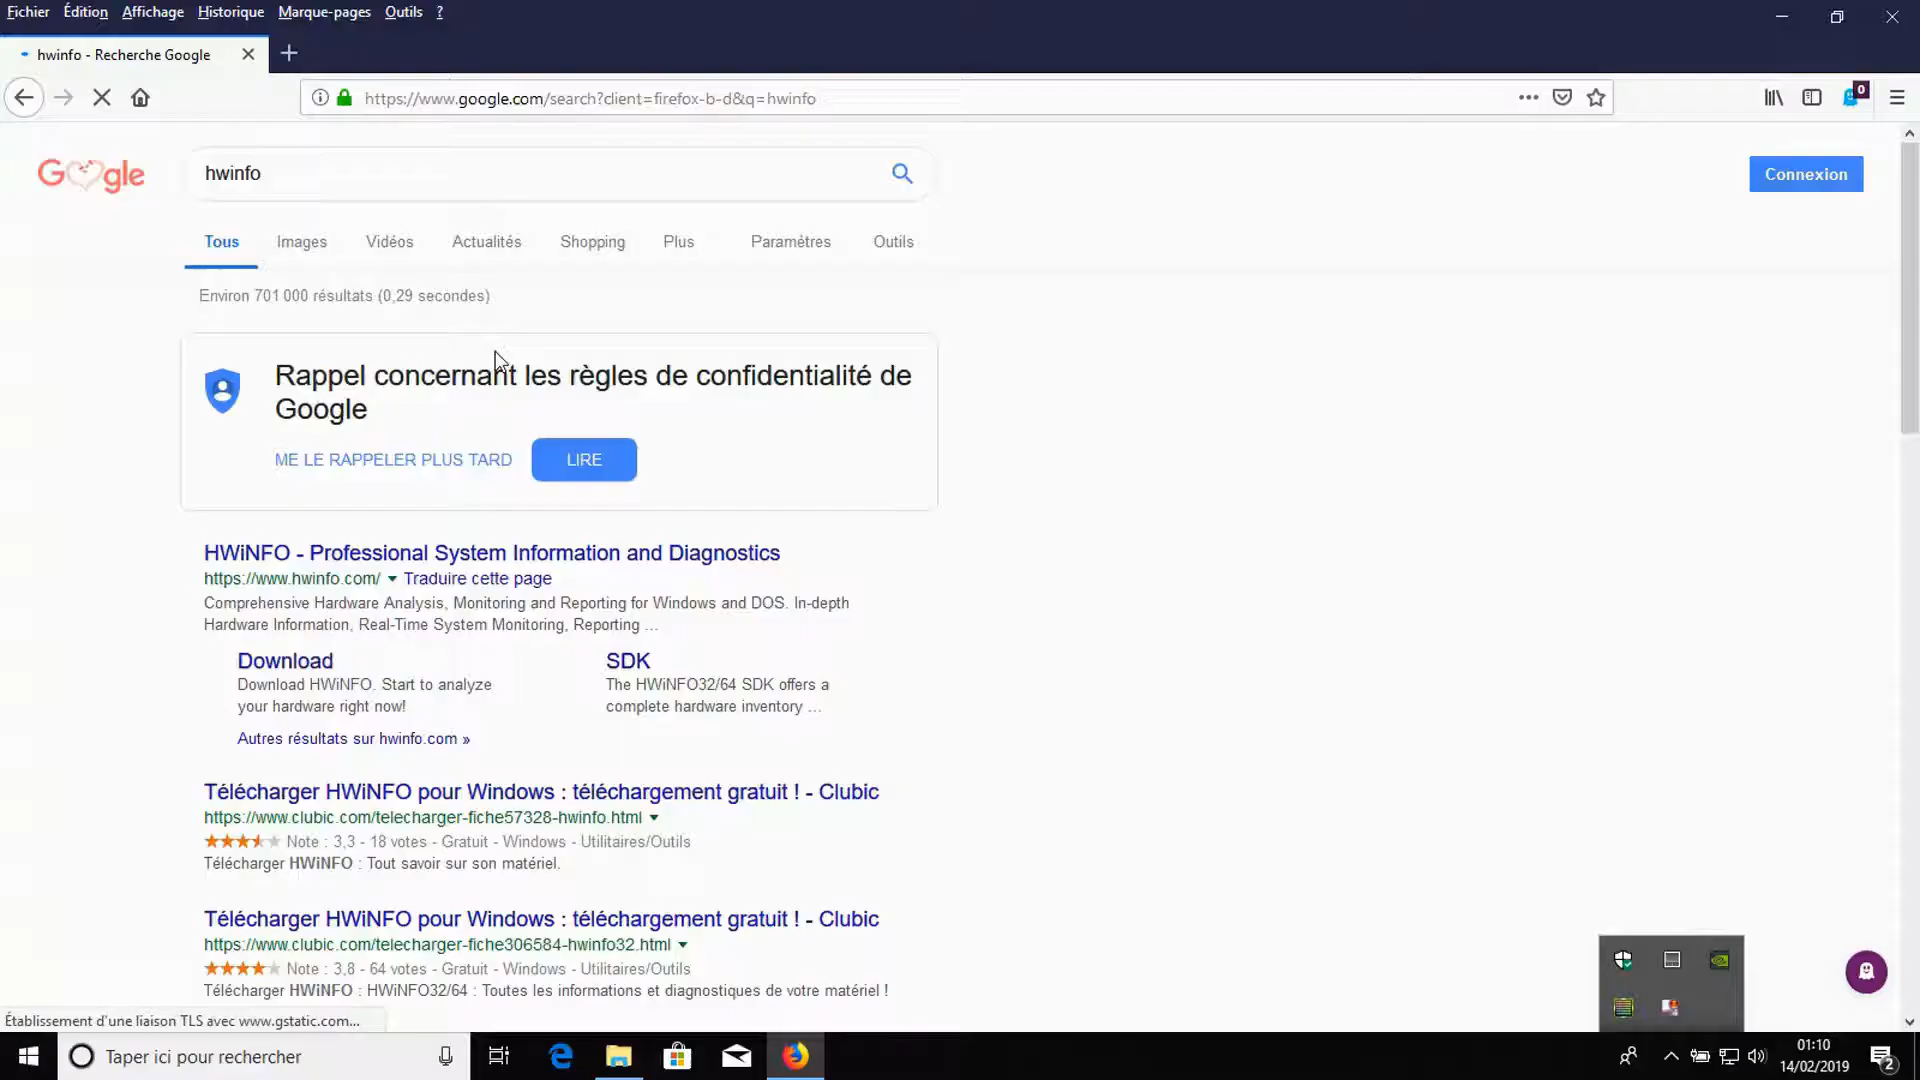 Fichier Édition Affichage Historique Marque-pages Outils ?
hwinfo - Recherche Google
https://www.google.com/search?client=firefox-b-d&q=hwinfo
0
Google
hwinfo
Connexion
Tous Images Vidéos Actualités Shopping Plus Paramètres Outils
Environ 701 000 résultats (0,29 secondes)
Rappel concernant les règles de confidentialité de
Google
ME LE RAPPELER PLUS TARD LIRE
HWiNFO - Professional System Information and Diagnostics
https://www.hwinfo.com/ Traduire cette page
Comprehensive Hardware Analysis, Monitoring and Reporting for Windows and DOS. In-depth
Hardware Information, Real-Time System Monitoring, Reporting ...
Download SDK
Download HWiNFO. Start to analyze The HWiNFO32/64 SDK offers a
your hardware right now! complete hardware inventory ...
Autres résultats sur hwinfo.com »
Télécharger HWiNFO pour Windows : téléchargement gratuit ! - Clubic
https://www.clubic.com/telecharger-fiche57328-hwinfo.html
Note : 3,3 - 18 votes - Gratuit - Windows - Utilitaires/Outils
Télécharger HWiNFO : Tout savoir sur son matériel.
Télécharger HWiNFO pour Windows : téléchargement gratuit ! - Clubic
https://www.clubic.com/telecharger-fiche306584-hwinfo32.html
Note : 3,8 - 64 votes - Gratuit - Windows - Utilitaires/Outils
Télécharger HWiNFO : HWiNFO32/64 : Toutes les informations et diagnostiques de votre matériel !
Établissement d'une liaison TLS avec www.gstatic.com...
Taper ici pour rechercher
01:10
14/02/2019
2